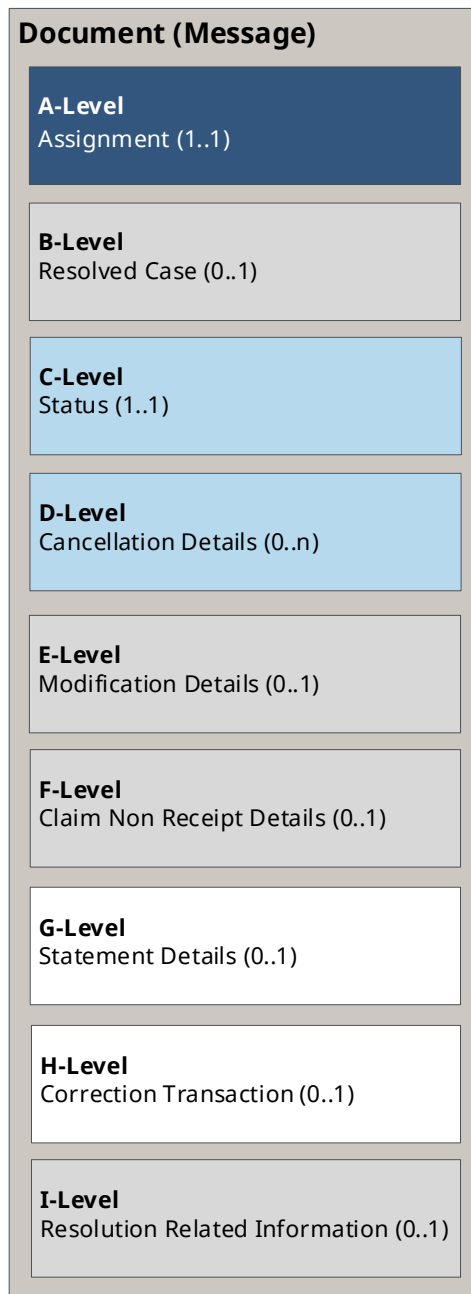 Document (Message)
A-Level
Assignment (1..1)
B-Level
Resolved Case (0..1)
C-Level
Status (1..1)
D-Level
Cancellation Details (0..n)
E-Level
Modification Details (0..1)
F-Level
Claim Non Receipt Details (0..1)
G-Level
Statement Details (0..1)
H-Level
Correction Transaction (0..1)
I-Level
Resolution Related Information (0..1)